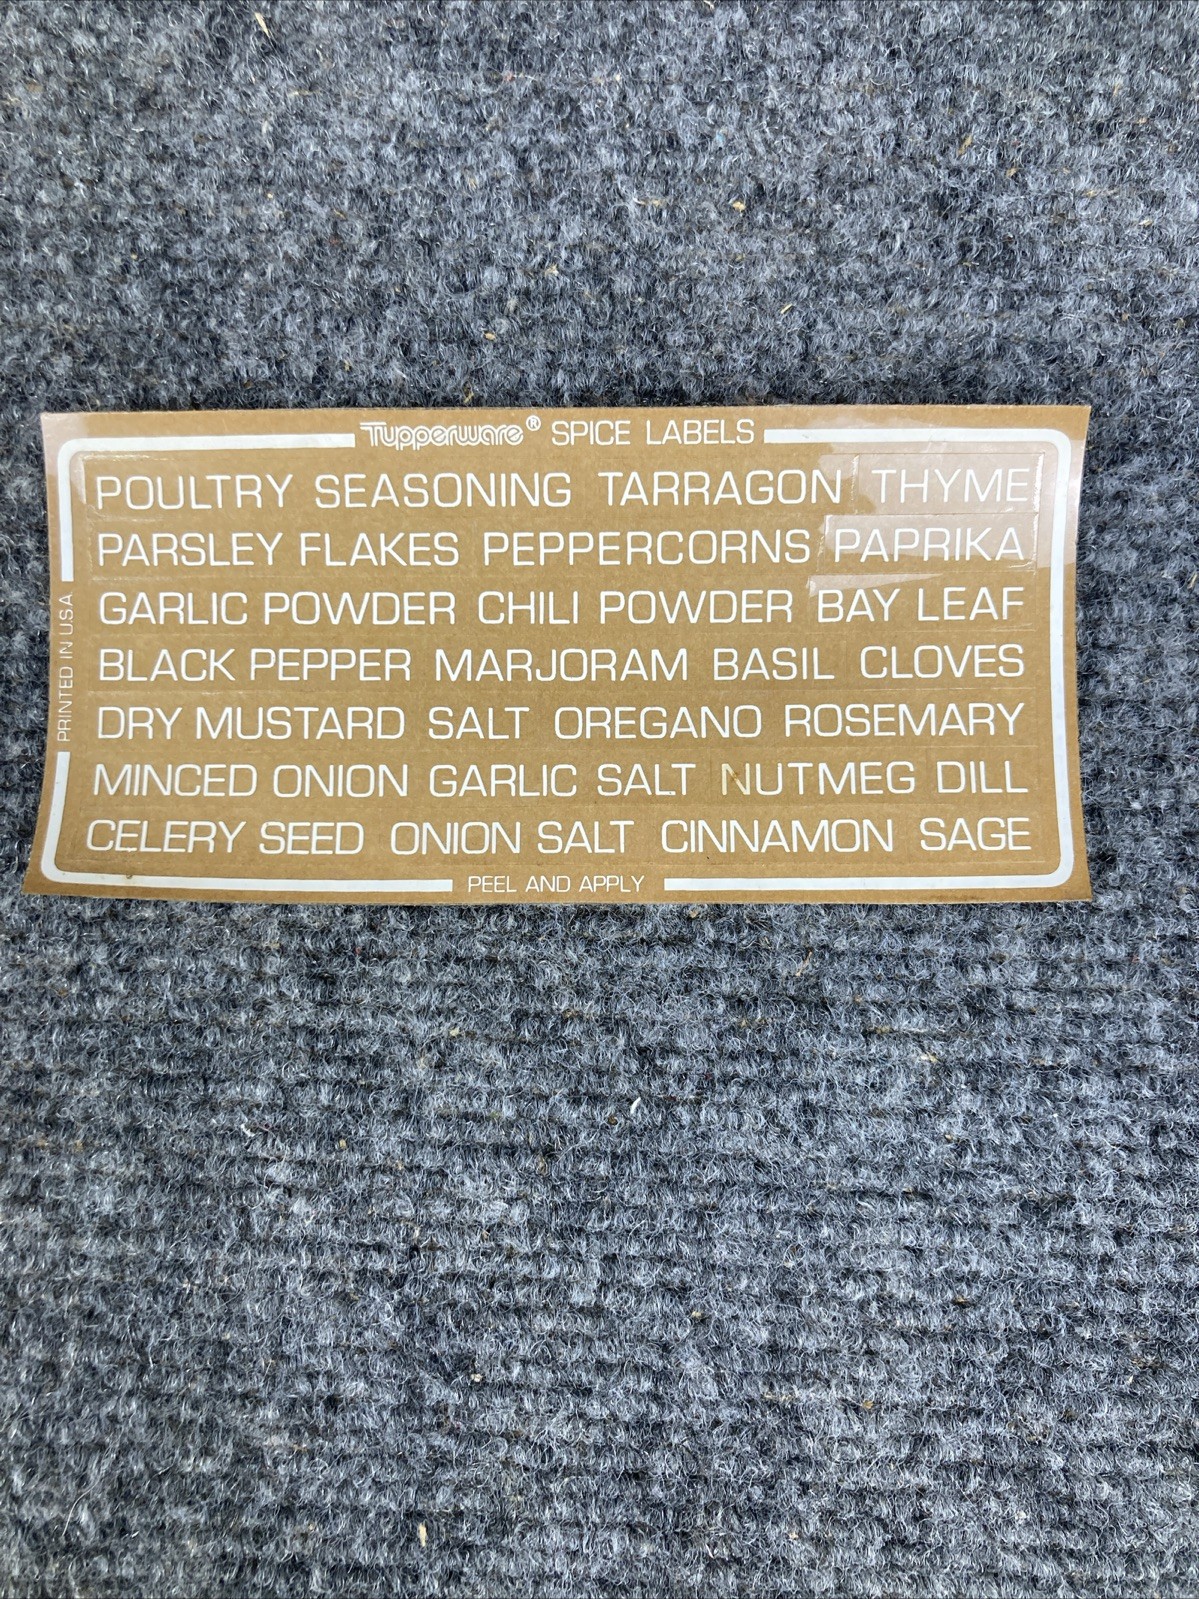 Tupperware® SPICE LABELS
POULTRY SEASONING TARRAGON THYME
PARSLEY FLAKES PEPPERCORNS PAPRIKA
GARLIC POWDER CHILI POWDER BAY LEAF
BLACK PEPPER MARJORAM BASIL CLOVES
DRY MUSTARD SALT OREGANO ROSEMARY
MINCED ONION GARLIC SALT NUTMEG DILL
CELERY SEED ONION SALT CINNAMON SAGE
PEEL AND APPLY
PRINTED IN U.S.A.